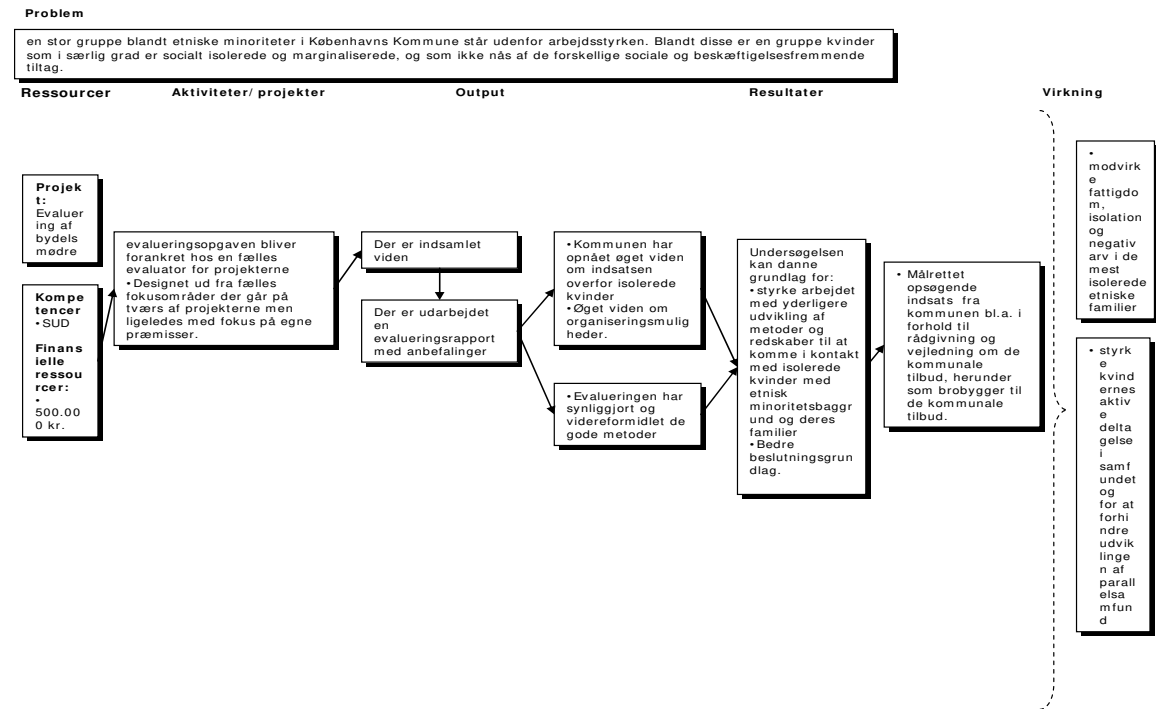 Problem
en stor gruppe blandt etniske minoriteter i Københavns Kommune står udenfor arbejdsstyrken. Blandt disse er en gruppe kvinder
som i særlig grad er socialt isolerede og marginaliserede, og som ikke nås af de forskellige sociale og beskæftigelsesfremmende
tiltag.
Ressourcer
Aktiviteter/ projekter
Output
Resultater
Virkning
Projek
t:
Evaluer
ing af
bydels
mødre
Kompe
tencer
• SUD
Finans
ielle
ressou
rcer:
•
500.00
0 kr.
evalueringsopgaven bliver
forankret hos en fælles
evaluator for projekterne
• Designet ud fra fælles
fokusområder der går på
tværs af projekterne men
ligeledes med fokus på egne
præmisser.
Der er indsamlet
viden
Der er udarbejdet
en
evalueringsrapport
med anbefalinger
• Kommunen har
opnået øget viden
om indsatsen
overfor isolerede
kvinder
• Øget viden om
organiseringsmulig
heder.
• Evalueringen har
synliggjort og
videreformidlet de
gode metoder
Undersøgelsen
kan danne
grundlag for:
• styrke arbejdet
med yderligere
udvikling af
metoder og
redskaber til at
komme i kontakt
med isolerede
kvinder med
etnisk
minoritetsbaggr
und og deres
familier
• Bedre
beslutningsgrun
dlag.
• Målrettet
opsøgende
indsats fra
kommunen bl.a. i
forhold til
rådgivning og
vejledning om de
kommunale
tilbud, herunder
som brobygger til
de kommunale
tilbud.
•
modvirk
e
fattigdo
m,
isolation
og
negativ
arv i de
mest
isolerede
etniske
familier
• styrk
e
kvind
ernes
aktiv
e
delta
gelse
i
samf
undet
og
for at
forhi
ndre
udvik
linge
n af
parall
elsa
mfun
d